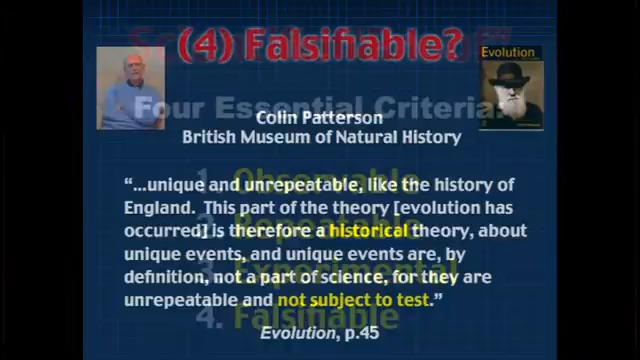 (4) Falsifiable?
Evolution
Four Essential Criteria:
Colin Patterson
British Museum of Natural History
1. Observable
"...unique and unrepeatable, like the history of
England. This part of the theory [evolution has
2. Repeatable
occurred] is therefore a historical theory, about
unique events, and unique events are, by
3. Experimental
definition, not a part of science, for they are
unrepeatable and not subject to test."
4. Falsifiable
Evolution, p.45